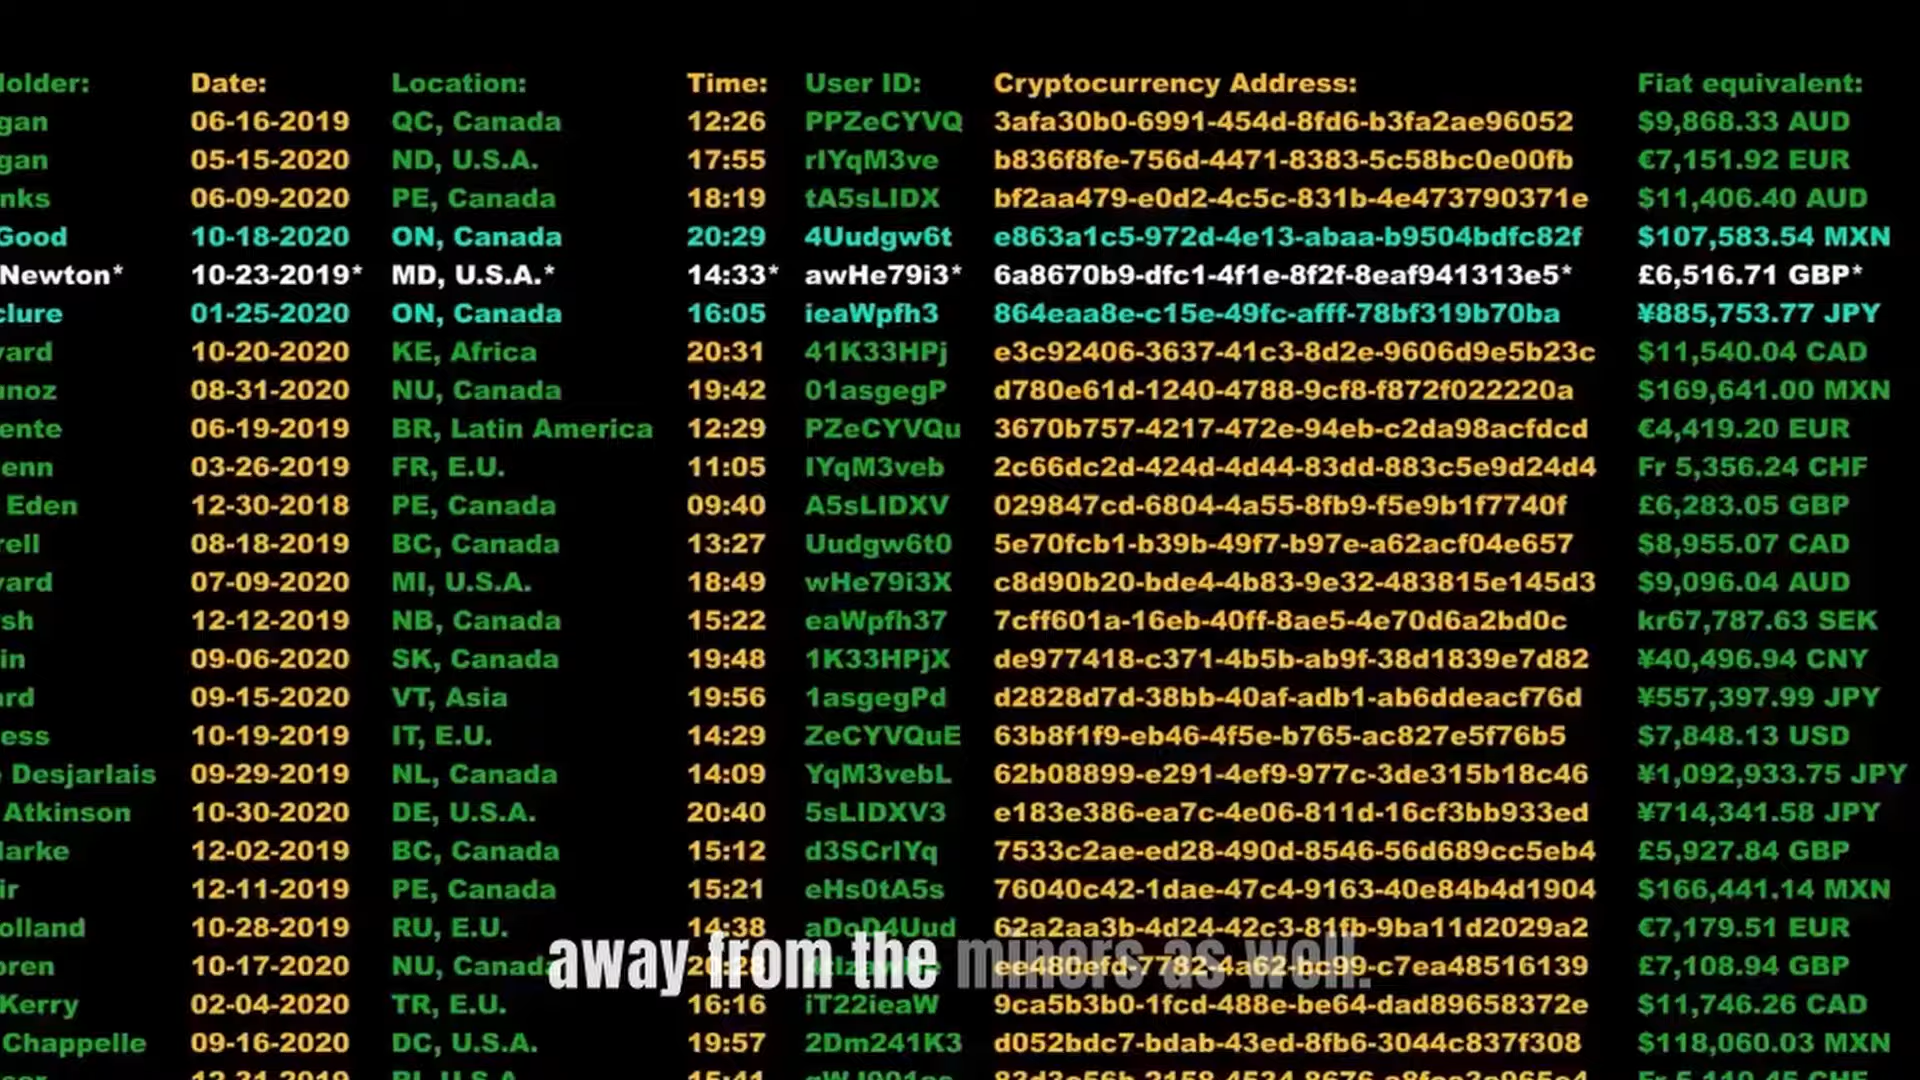 older: Date: Location: Time: User ID: Cryptocurrency Address: Fiat equivalent:
gan 06-16-2019 QC, Canada 12:26 PPZeCYVQ 3afa30b0-6991-454d-8fd6-b3fa2ae96052 $9,868.33 AUD
gan 05-15-2020 ND, U.S.A. 17:55 rIYqM3ve b836f8fe-756d-4471-8383-5c58bc0e00fb €7,151.92 EUR
nks 06-09-2020 PE, Canada 18:19 tA5sLIDX bf2aa479-e0d2-4c5c-831b-4e473790371e $11,406.40 AUD
Good 10-18-2020 ON, Canada 20:29 4Uudgw6t e863a1c5-972d-4e13-abaa-b9504bdfc82f $107,583.54 MXN
Newton* 10-23-2019* MD, U.S.A.* 14:33* awHe79i3* 6a8670b9-dfc1-4f1e-8f2f-8eaf941313e5* £6,516.71 GBP*
clure 01-25-2020 ON, Canada 16:05 ieaWpfh3 864eaa8e-c15e-49fc-afff-78bf319b70ba ¥885,753.77 JPY
vard 10-20-2020 KE, Africa 20:31 41K33HPj e3c92406-3637-41c3-8d2e-9606d9e5b23c $11,540.04 CAD
unoz 08-31-2020 NU, Canada 19:42 01asgegP d780e61d-1240-4788-9cf8-f872f022220a $169,641.00 MXN
ente 06-19-2019 BR, Latin America 12:29 PZeCYVQu 3670b757-4217-472e-94eb-c2da98acfdcd €4,419.20 EUR
enn 03-26-2019 FR, E.U. 11:05 IYqM3veb 2c66dc2d-424d-4d44-83dd-883c5e9d24d4 Fr 5,356.24 CHF
Eden 12-30-2018 PE, Canada 09:40 A5sLIDXV 029847cd-6804-4a55-8fb9-f5e9b1f7740f £6,283.05 GBP
rell 08-18-2019 BC, Canada 13:27 Uudgw6t0 5e70fcb1-b39b-49f7-b97e-a62acf04e657 $8,955.07 CAD
vard 07-09-2020 MI, U.S.A. 18:49 wHe79i3X c8d90b20-bde4-4b83-9e32-483815e145d3 $9,096.04 AUD
sh 12-12-2019 NB, Canada 15:22 eaWpfh37 7cff601a-16eb-40ff-8ae5-4e70d6a2bd0c kr67,787.63 SEK
in 09-06-2020 SK, Canada 19:48 1K33HPjX de977418-c371-4b5b-ab9f-38d1839e7d82 ¥40,496.94 CNY
ard 09-15-2020 VT, Asia 19:56 1asgegPd d2828d7d-38bb-40af-adb1-ab6ddeacf76d ¥557,397.99 JPY
ess 10-19-2019 IT, E.U. 14:29 ZeCYVQuE 63b8f1f9-eb46-4f5e-b765-ac827e5f76b5 $7,848.13 USD
Desjarlais 09-29-2019 NL, Canada 14:09 YqM3vebL 62b08899-e291-4ef9-977c-3de315b18c46 ¥1,092,933.75 JPY
Atkinson 10-30-2020 DE, U.S.A. 20:40 5sLIDXV3 e183e386-ea7c-4e06-811d-16cf3bb933ed ¥714,341.58 JPY
larke 12-02-2019 BC, Canada 15:12 d3SCrIYq 7533c2ae-ed28-490d-8546-56d689cc5eb4 £5,927.84 GBP
ir 12-11-2019 PE, Canada 15:21 eHs0tA5s 76040c42-1dae-47c4-9163-40e84b4d1904 $166,441.14 MXN
olland 10-28-2019 RU, E.U. 14:38 aDoD4Uud 62a2aa3b-4d24-42c3-81fb-9ba11d2029a2 €7,179.51 EUR
away from the miners as well.
oren 10-17-2020 NU, Canada ee480efd-7782-4a62-bc99-c7ea48516139 £7,108.94 GBP
Kerry 02-04-2020 TR, E.U. 16:16 iT22ieaW 9ca5b3b0-1fcd-488e-be64-dad89658372e $11,746.26 CAD
Chappelle 09-16-2020 DC, U.S.A. 19:57 2Dm241K3 d052bdc7-bdab-43ed-8fb6-3044c837f308 $118,060.03 MXN